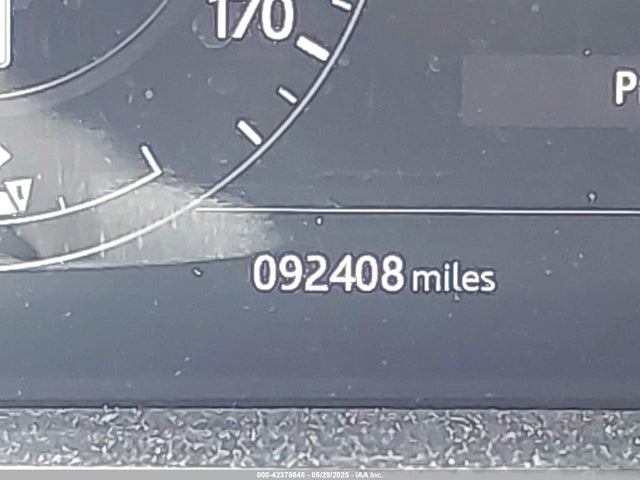 170
P
092408 miles
000-42378648 - 05/29/2025 - IAA Inc.